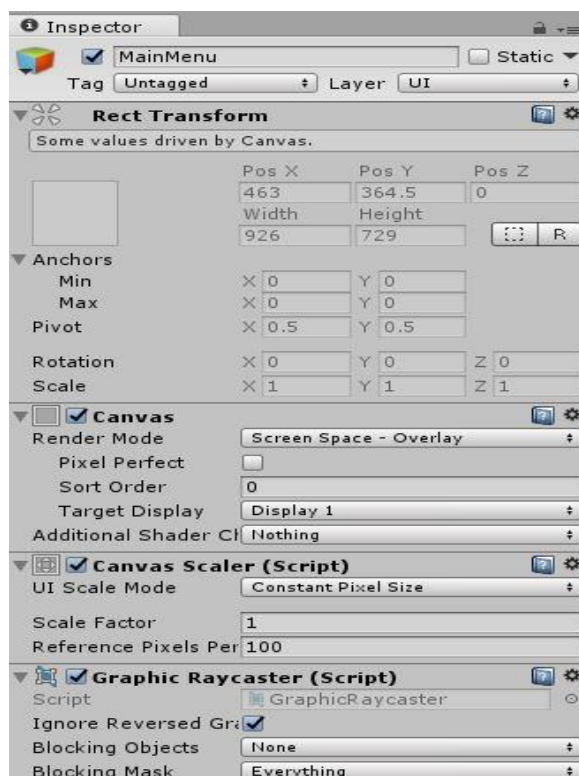 Inspector
MainMenu Static
Tag Untagged Layer UI
Rect Transform
Some values driven by Canvas.
Pos X Pos Y Pos Z
463 364.5 0
Width Height
926 729 R
Anchors
Min X 0 Y 0
Max X 0 Y 0
Pivot X 0.5 Y 0.5
Rotation X 0 Y 0 Z 0
Scale X 1 Y 1 Z 1
Canvas
Render Mode Screen Space - Overlay
Pixel Perfect
Sort Order 0
Target Display Display 1
Additional Shader Ch Nothing
Canvas Scaler (Script)
UI Scale Mode Constant Pixel Size
Scale Factor 1
Reference Pixels Per 100
Graphic Raycaster (Script)
Script GraphicRaycaster
Ignore Reversed Gra
Blocking Objects None
Blocking Mask Everything